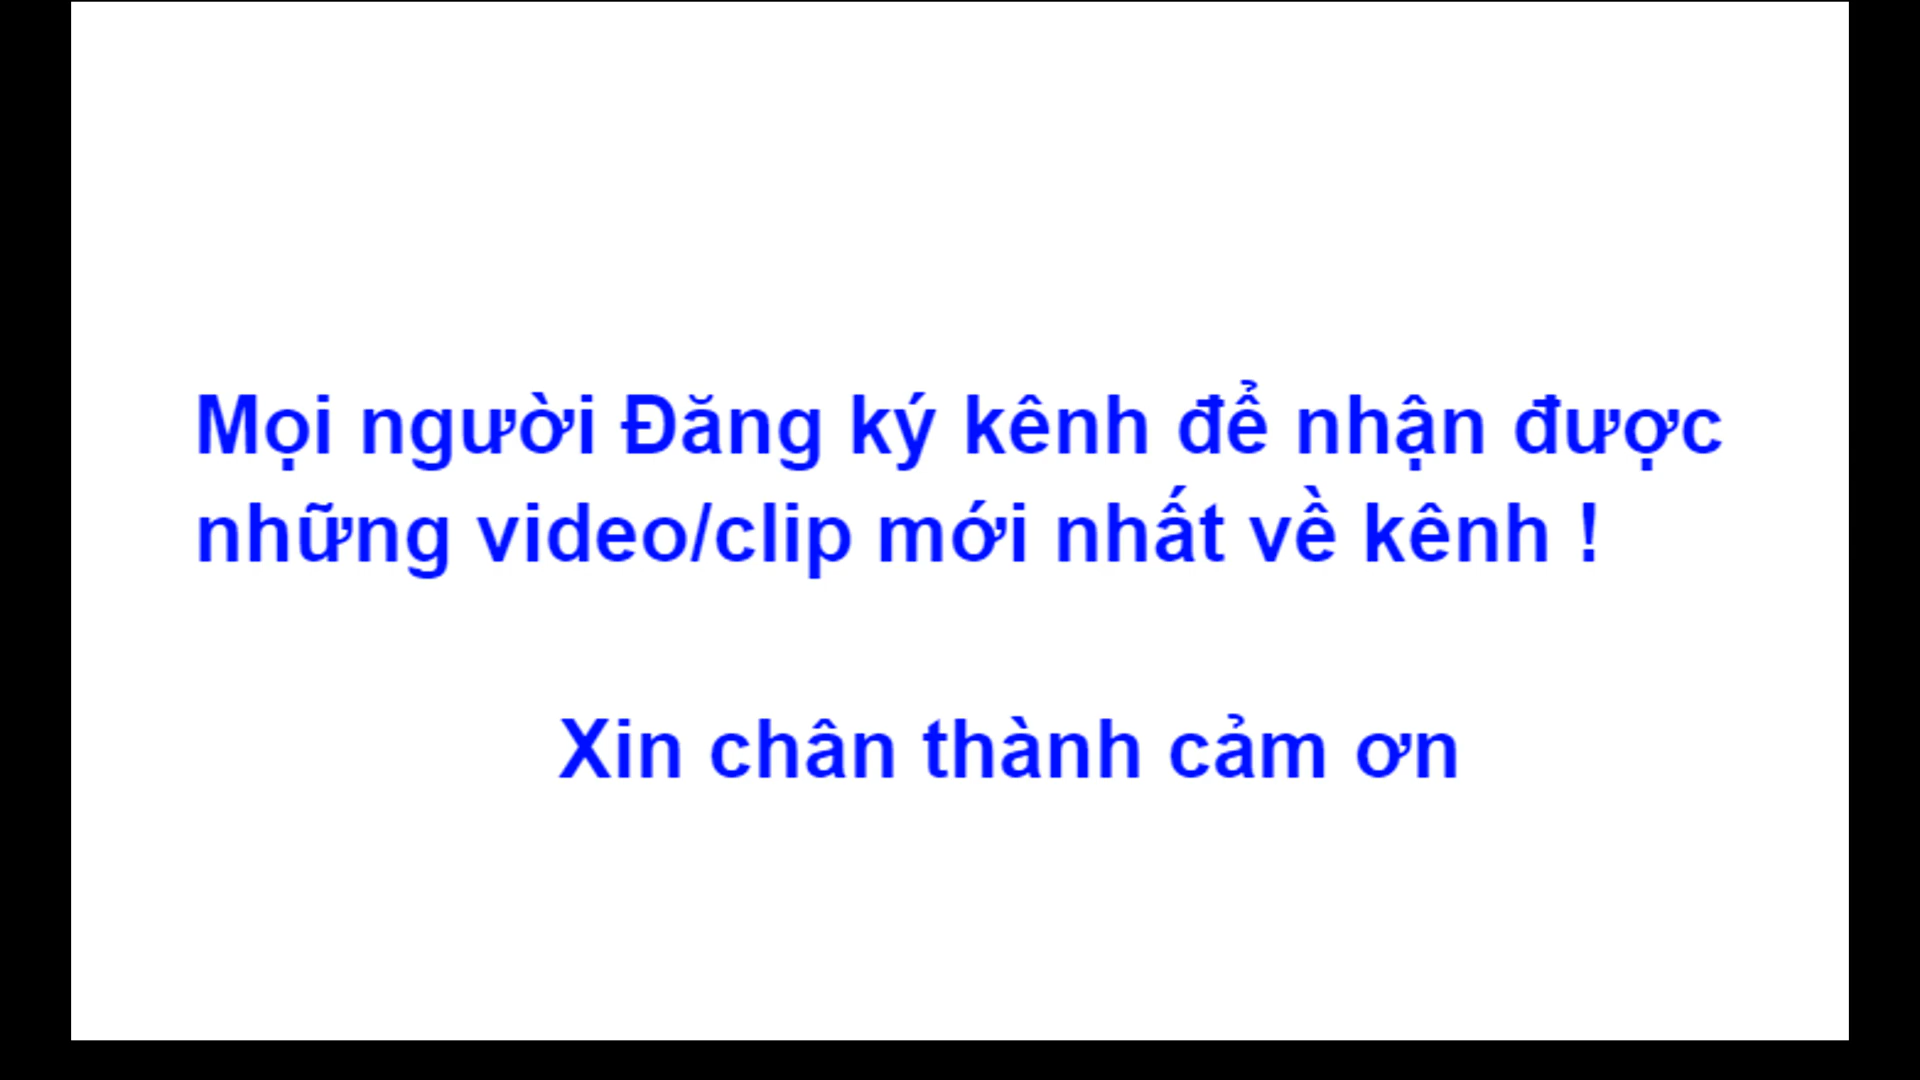 Mọi người Đăng ký kênh để nhận được
những video/clip mới nhất về kênh !
Xin chân thành cảm ơn